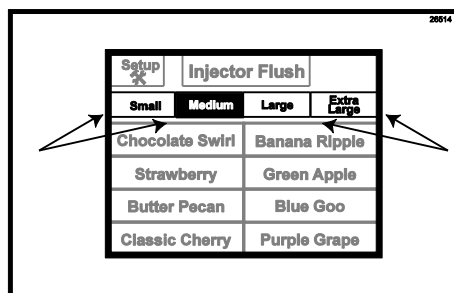 26514
Setup
Injector Flush
Small Medium Large Extra Large
Chocolate Swirl Banana Ripple
Strawberry Green Apple
Butter Pecan Blue Goo
Classic Cherry Purple Grape